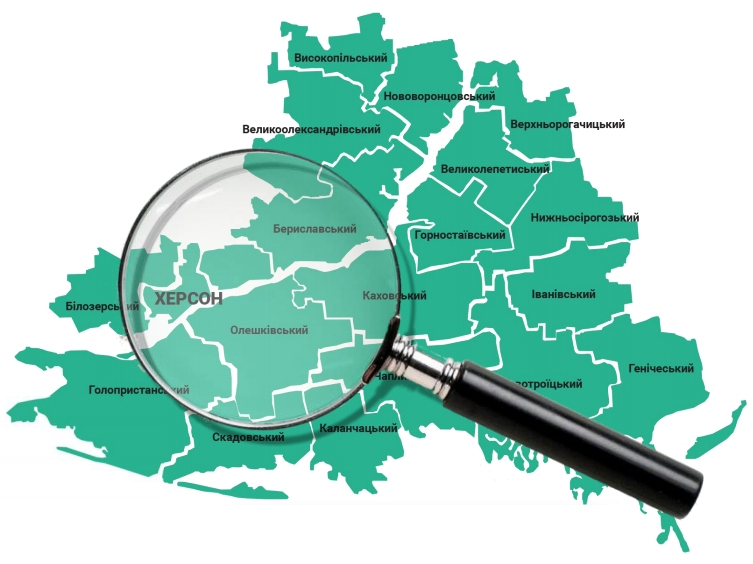 Високопільський
Нововоронцовський
Верхньорогачицький
Великоолександрівський
Великолепетиський
Нижньосірогозький
Бериславський
Горностаївський
Іванівський
Каховський
ХЕРСОН
Білозерський
Олешківський
Генічеський
Голопристанський
Скадовський
Каланчацький